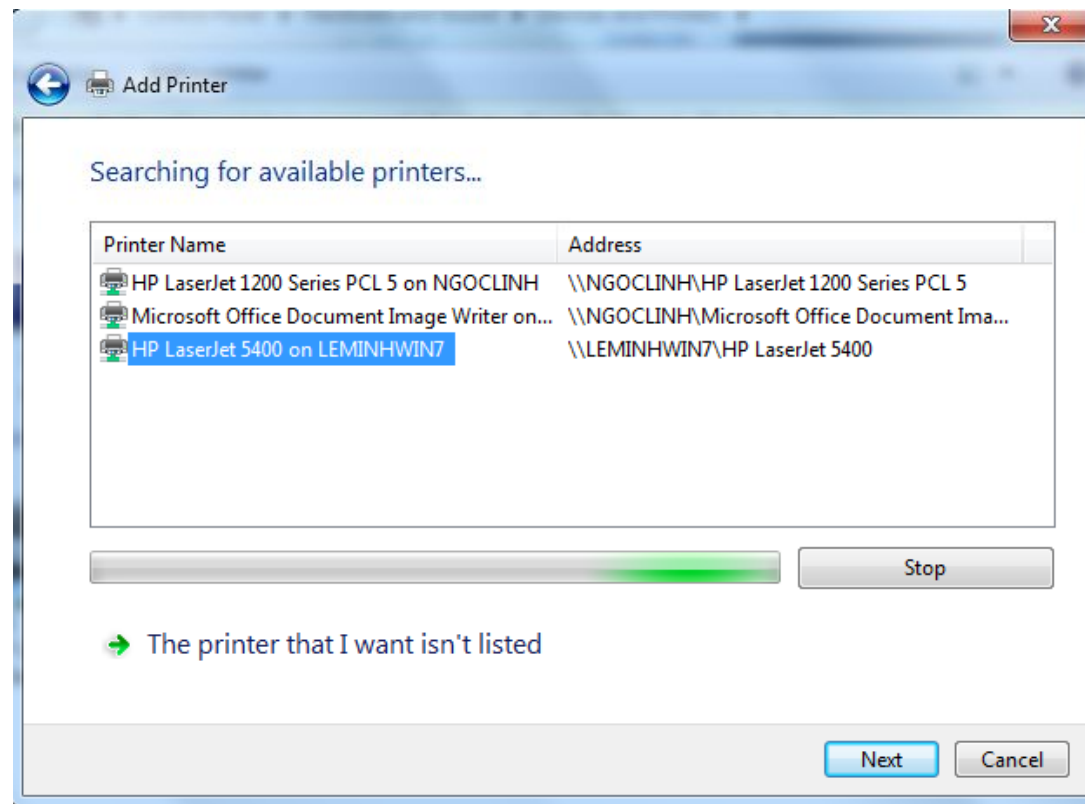 Add Printer
Searching for available printers...
Printer Name Address
HP LaserJet 1200 Series PCL 5 on NGOCLINH \\NGOCLINH\HP LaserJet 1200 Series PCL 5
Microsoft Office Document Image Writer on... \\NGOCLINH\Microsoft Office Document Ima...
HP LaserJet 5400 on LEMINHWIN7 \\LEMINHWIN7\HP LaserJet 5400
Stop
The printer that I want isn't listed
Next Cancel